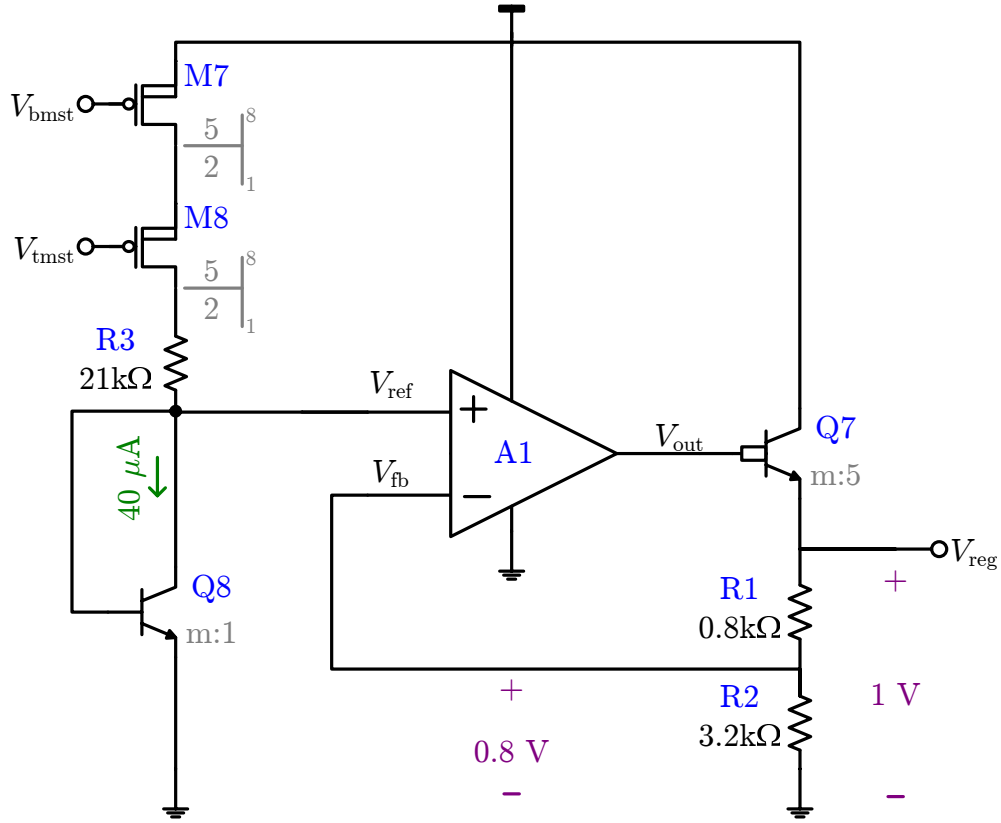 M7
V_bmst
5
2
8
1
M8
V_tmst
5
2
8
1
R3
21kΩ
V_ref
+
40 μA
A1
V_out
Q7
m:5
V_fb
−
V_reg
+
Q8
m:1
R1
0.8kΩ
+
R2
3.2kΩ
1 V
0.8 V
−
−